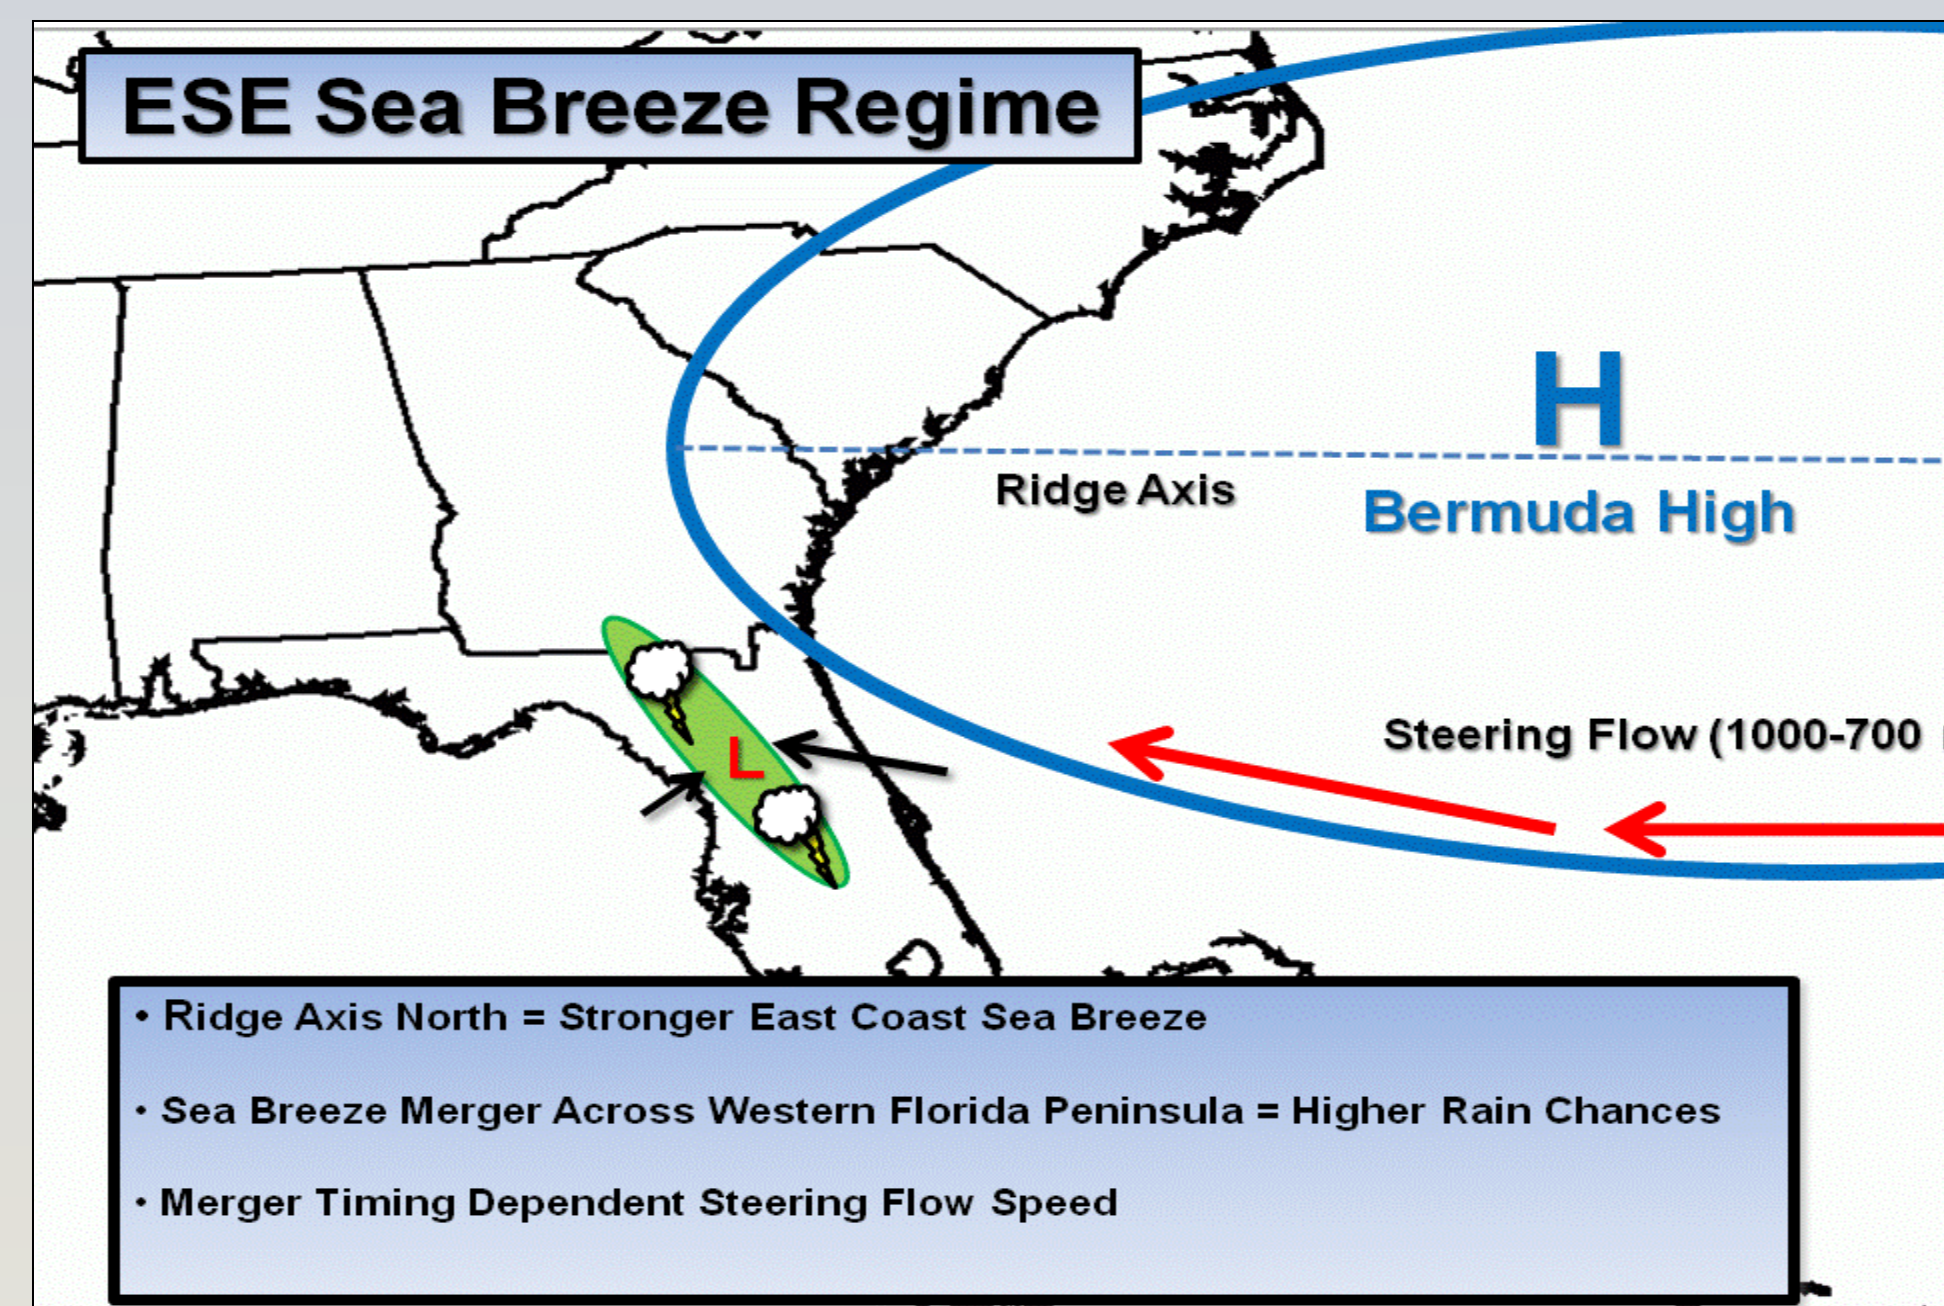 ESE Sea Breeze Regime
H
Ridge Axis
Bermuda High
Steering Flow (1000-700
L
• Ridge Axis North = Stronger East Coast Sea Breeze
• Sea Breeze Merger Across Western Florida Peninsula = Higher Rain Chances
• Merger Timing Dependent Steering Flow Speed